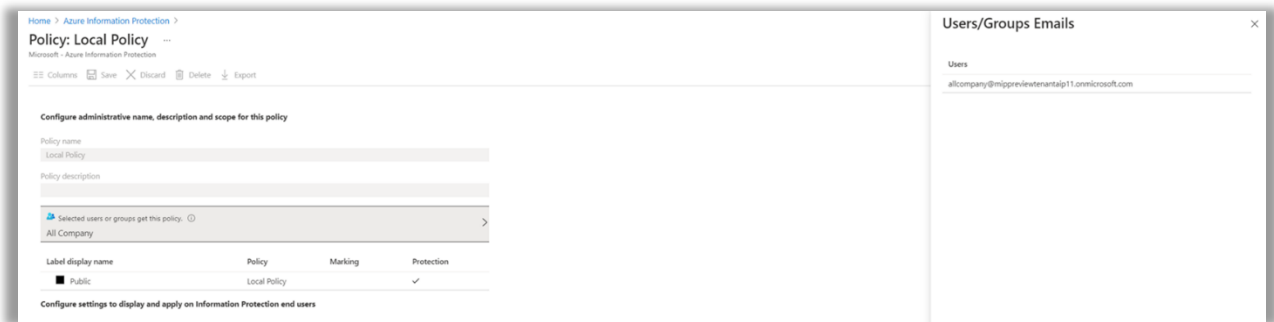 Home > Azure Information Protection >
Policy: Local Policy ...
Microsoft - Azure Information Protection
Columns Save Discard Delete Export
Configure administrative name, description and scope for this policy
Policy name
Local Policy
Policy description
Selected users or groups get this policy.
All Company
Label display name Policy Marking Protection
Public Local Policy
Configure settings to display and apply on Information Protection end users
Users/Groups Emails
Users
allcompany@mippreviewtenantaip11.onmicrosoft.com